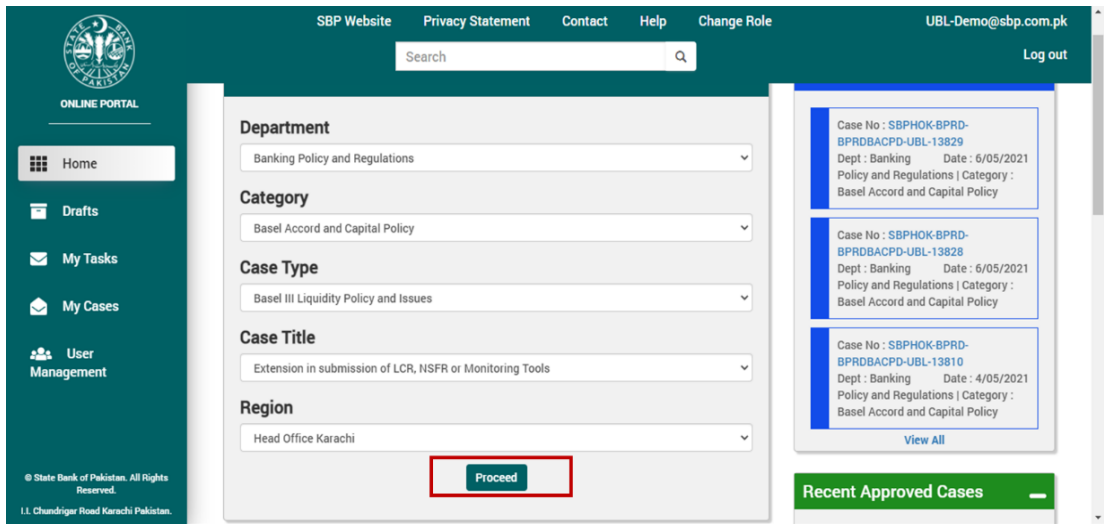 SBP Website Privacy Statement Contact Help Change Role UBL-Demo@sbp.com.pk
Search
Log out
STATE BANK OF PAKISTAN
ONLINE PORTAL
Home
Drafts
My Tasks
My Cases
User
Management
© State Bank of Pakistan. All Rights
Reserved.
I.I. Chundrigar Road Karachi Pakistan.
Department
Banking Policy and Regulations
Category
Basel Accord and Capital Policy
Case Type
Basel III Liquidity Policy and Issues
Case Title
Extension in submission of LCR, NSFR or Monitoring Tools
Region
Head Office Karachi
Proceed
Case No : SBPHOK-BPRD-
BPRDBACPD-UBL-13829
Dept : Banking Date : 6/05/2021
Policy and Regulations | Category :
Basel Accord and Capital Policy
Case No : SBPHOK-BPRD-
BPRDBACPD-UBL-13828
Dept : Banking Date : 6/05/2021
Policy and Regulations | Category :
Basel Accord and Capital Policy
Case No : SBPHOK-BPRD-
BPRDBACPD-UBL-13810
Dept : Banking Date : 4/05/2021
Policy and Regulations | Category :
Basel Accord and Capital Policy
View All
Recent Approved Cases